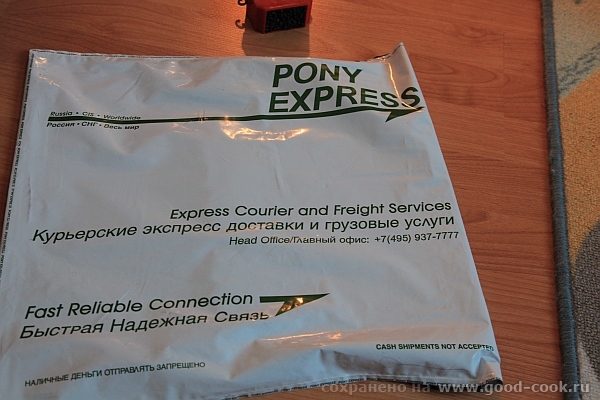 PONY
EXPRESS
Russia • CIS • Worldwide
Россия • СНГ • Весь мир
Express Courier and Freight Services
Курьерские экспресс доставки и грузовые услуги
Head Office/Главный офис: +7(495) 937-7777
Fast Reliable Connection
Быстрая Надежная Связь
CASH SHIPMENTS NOT ACCEPTED
НАЛИЧНЫЕ ДЕНЬГИ ОТПРАВЛЯТЬ ЗАПРЕЩЕНО
сохранено на www.good-cook.ru